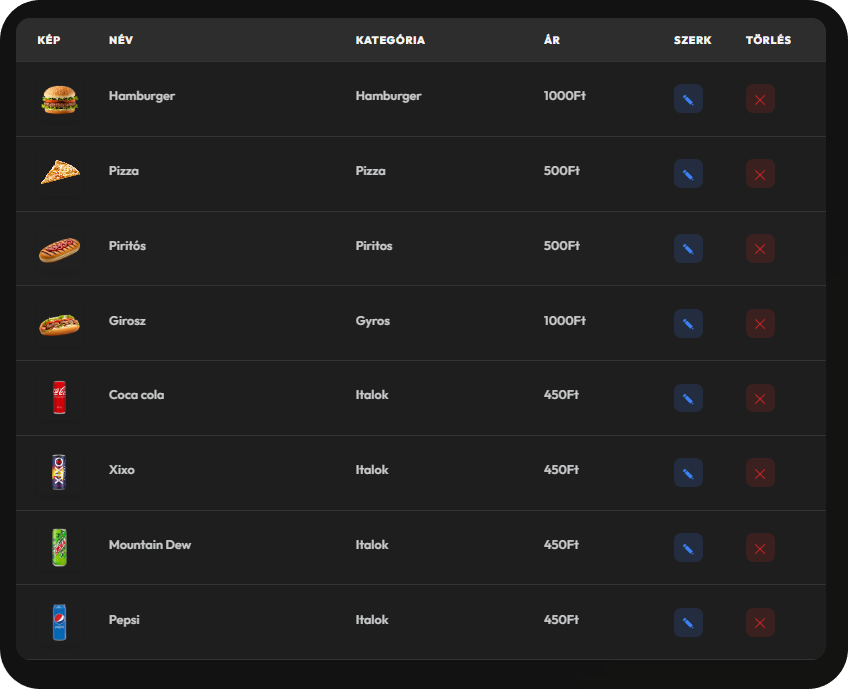 KÉP NÉV KATEGÓRIA ÁR SZERK TÖRLÉS
Hamburger Hamburger 1000Ft
Pizza Pizza 500Ft
Pirítós Piritos 500Ft
Girosz Gyros 1000Ft
Coca cola Italok 450Ft
Xixo Italok 450Ft
Mountain Dew Italok 450Ft
Pepsi Italok 450Ft